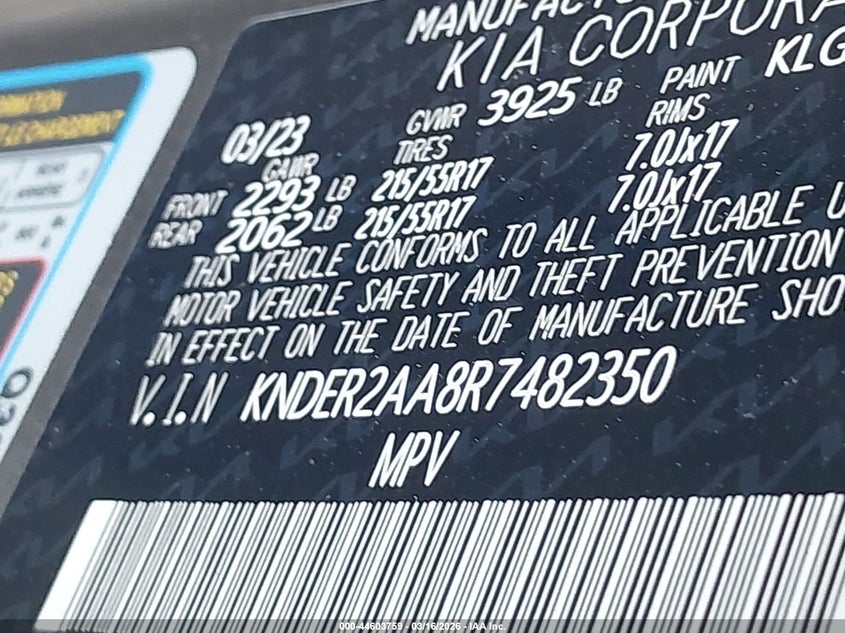 MANUFACTU
KIA CORPORA
03/23 GVWR 3925 LB PAINT KLG
GAWR TIRES RIMS
FRONT 2293 LB 215/55R17 7.0Jx17
REAR 2062 LB 215/55R17 7.0Jx17
THIS VEHICLE CONFORMS TO ALL APPLICABLE U
MOTOR VEHICLE SAFETY AND THEFT PREVENTION
IN EFFECT ON THE DATE OF MANUFACTURE SHO
V.I.N KNDER2AA8R7482350
MPV
000-44603759 - 03/16/2026 - IAA Inc.